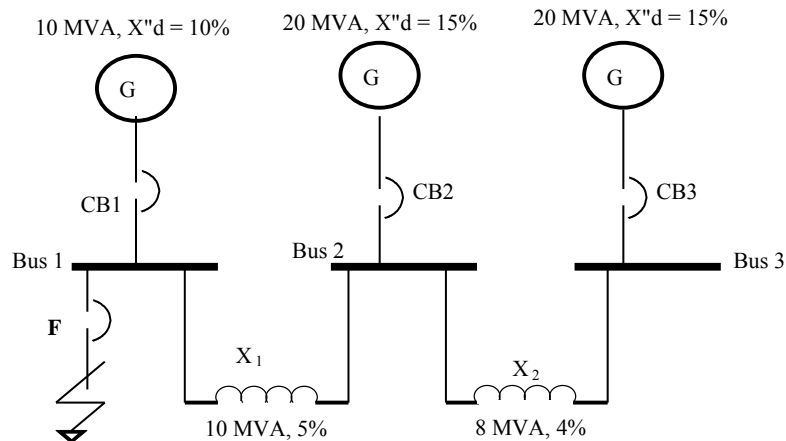 10 MVA, X"d = 10%
20 MVA, X"d = 15%
20 MVA, X"d = 15%
G
G
G
CB1
CB2
CB3
Bus 1
Bus 2
Bus 3
F
X1
X2
10 MVA, 5%
8 MVA, 4%